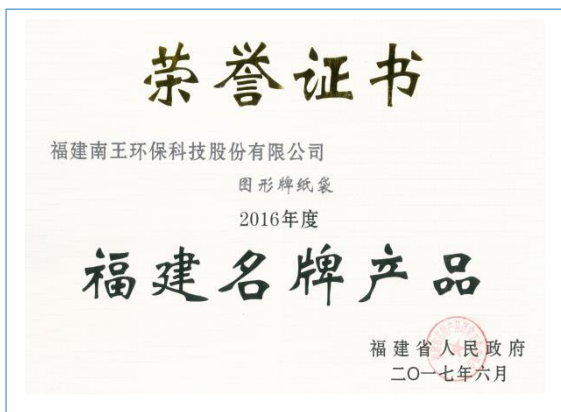 荣誉证书
福建南王环保科技股份有限公司
图形牌纸袋
2016年度
福建名牌产品
福建省人民政府
二〇一七年六月